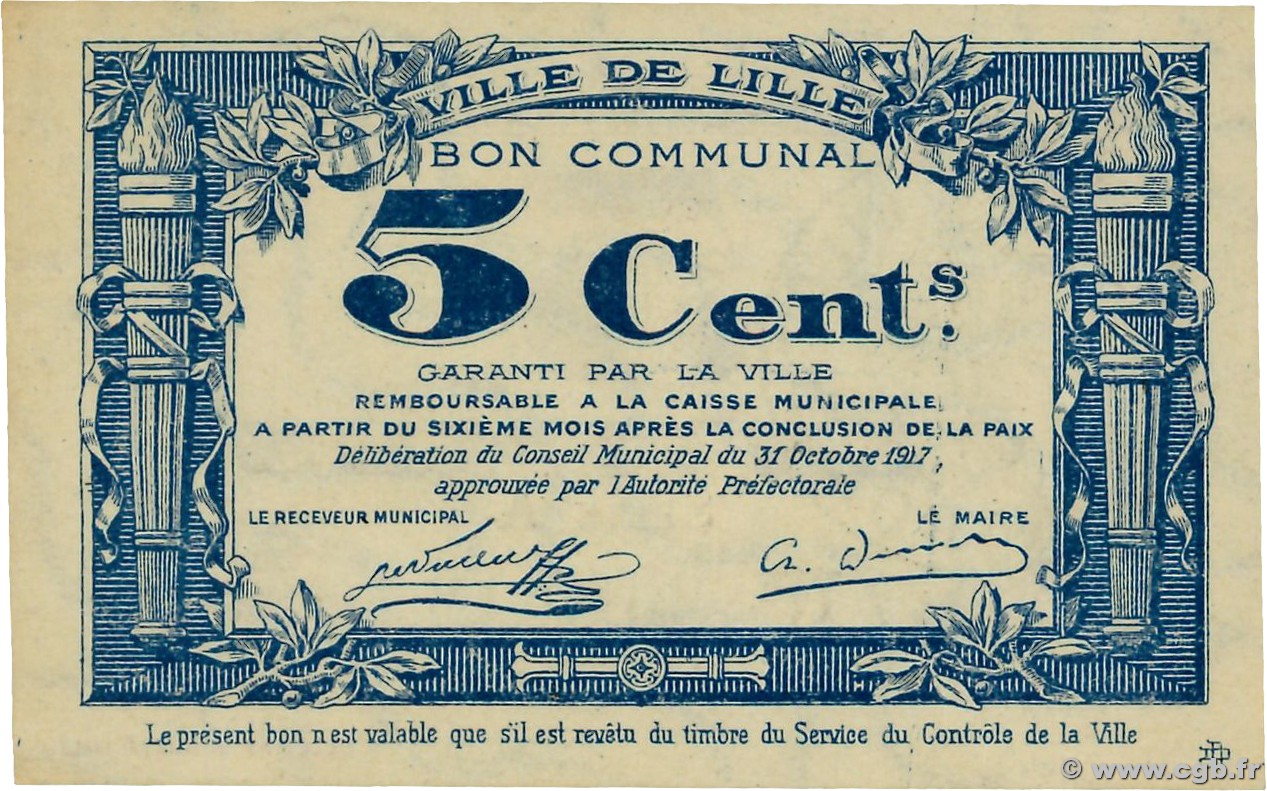 VILLE DE LILLE
BON COMMUNAL
5 Cent.s
GARANTI PAR LA VILLE
REMBOURSABLE A LA CAISSE MUNICIPALE
A PARTIR DU SIXIÈME MOIS APRÈS LA CONCLUSION DE LA PAIX
Délibération du Conseil Municipal du 31 Octobre 1917,
approuvée par l'Autorité Préfectorale
LE RECEVEUR MUNICIPAL LE MAIRE
Le présent bon n'est valable que s'il est revêtu du timbre du Service du Contrôle de la Ville
© www.cgb.fr